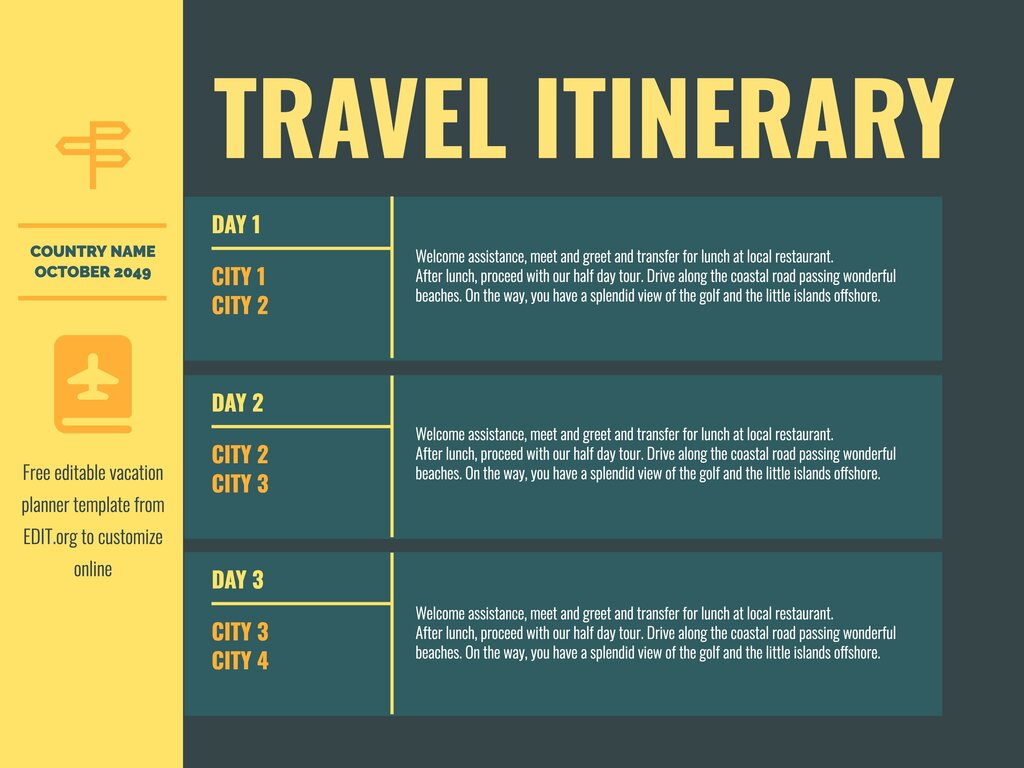 TRAVEL ITINERARY
COUNTRY NAME
OCTOBER 2049
Free editable vacation
planner template from
EDIT.org to customize
online
DAY 1
CITY 1
CITY 2
Welcome assistance, meet and greet and transfer for lunch at local restaurant.
After lunch, proceed with our half day tour. Drive along the coastal road passing wonderful
beaches. On the way, you have a splendid view of the golf and the little islands offshore.
DAY 2
CITY 2
CITY 3
Welcome assistance, meet and greet and transfer for lunch at local restaurant.
After lunch, proceed with our half day tour. Drive along the coastal road passing wonderful
beaches. On the way, you have a splendid view of the golf and the little islands offshore.
DAY 3
CITY 3
CITY 4
Welcome assistance, meet and greet and transfer for lunch at local restaurant.
After lunch, proceed with our half day tour. Drive along the coastal road passing wonderful
beaches. On the way, you have a splendid view of the golf and the little islands offshore.